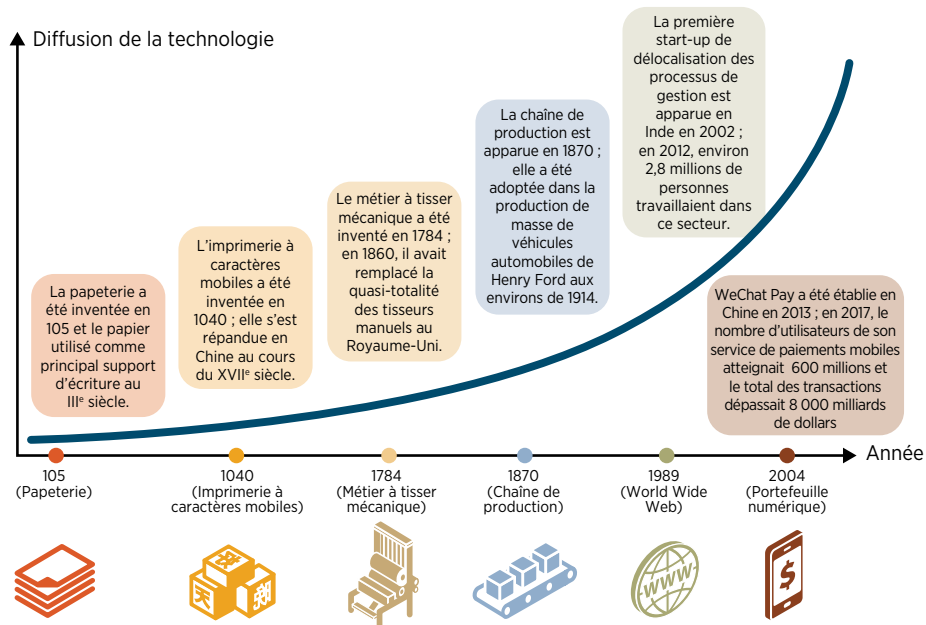 Diffusion de la technologie
La papeterie a
été inventée en
105 et le papier
utilisé comme
principal support
d'écriture au
IIIe siècle.
L'imprimerie à
caractères
mobiles a été
inventée en
1040 ; elle s'est
répandue en
Chine au cours
du XVIIe siècle.
Le métier à tisser
mécanique a été
inventé en 1784 ;
en 1860, il avait
remplacé la
quasi-totalité
des tisseurs
manuels au
Royaume-Uni.
La chaîne de
production est
apparue en 1870 ;
elle a été
adoptée dans la
production de
masse de
véhicules
automobiles de
Henry Ford aux
environs de 1914.
La première
start-up de
délocalisation des
processus de
gestion est
apparue en
Inde en 2002 ;
en 2012, environ
2,8 millions de
personnes
travaillaient dans
ce secteur.
WeChat Pay a été établie en
Chine en 2013 ; en 2017, le
nombre d'utilisateurs de son
service de paiements mobiles
atteignait 600 millions et
le total des transactions
dépassait 8 000 milliards
de dollars
Année
105
(Papeterie)
1040
(Imprimerie à
caractères mobiles)
1784
(Métier à tisser
mécanique)
1870
(Chaîne de
production)
1989
(World Wide
Web)
2004
(Portefeuille
numérique)
天
WWW
$